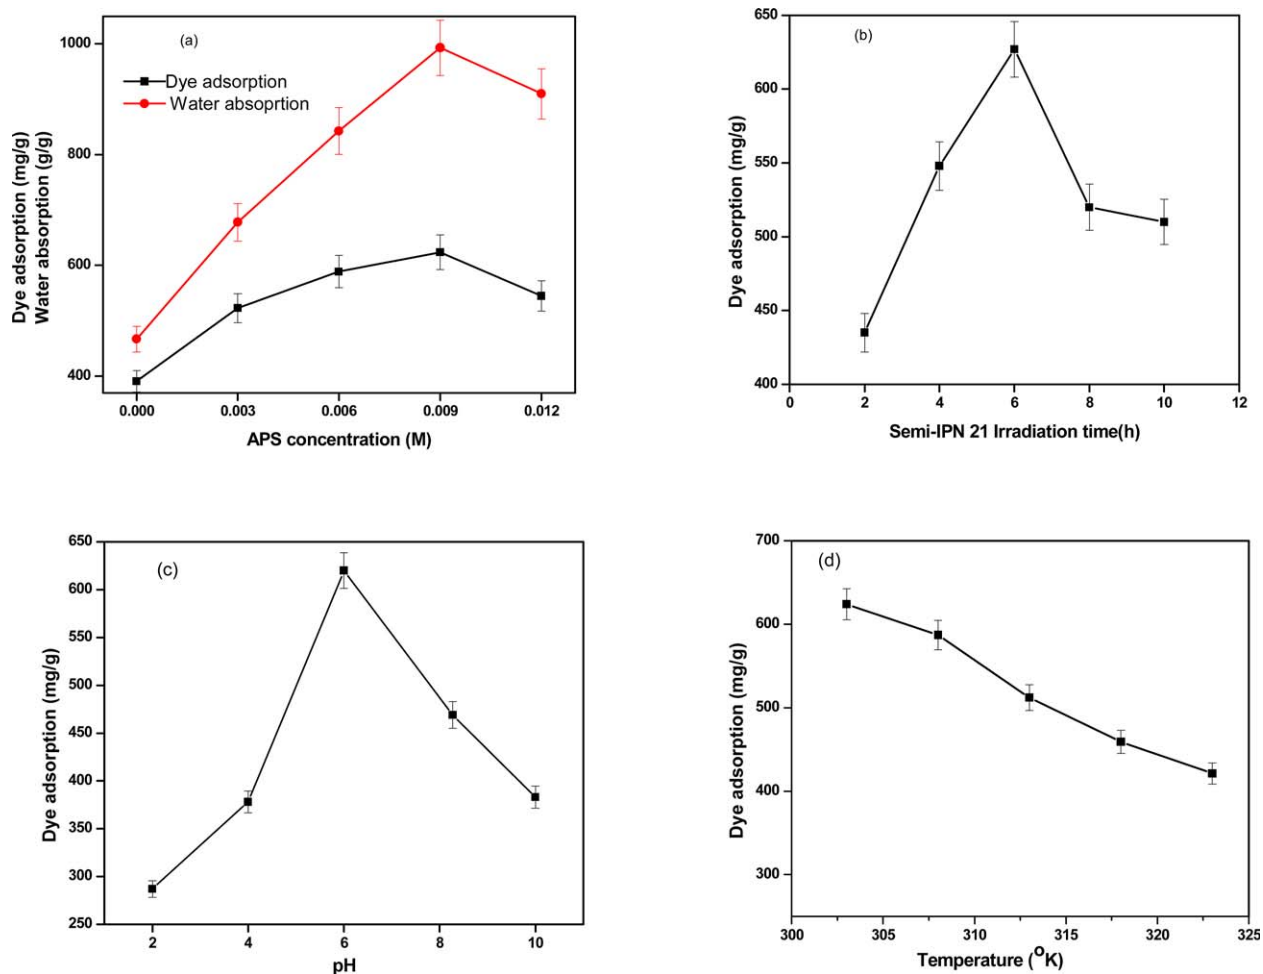 (a)
Dye adsorption
Water absoprtion
Dye adsorption (mg/g)
Water absorption (g/g)
1000
800
600
400
0.000 0.003 0.006 0.009 0.012
APS concentration (M)
(b)
Dye adsorption (mg/g)
650
600
550
500
450
400
0 2 4 6 8 10 12
Semi-IPN 21 Irradiation time(h)
(c)
Dye adsorption (mg/g)
650
600
550
500
450
400
350
300
250
2 4 6 8 10
pH
(d)
Dye adsorption (mg/g)
700
600
500
400
300
300 305 310 315 320 325
Temperature (OK)